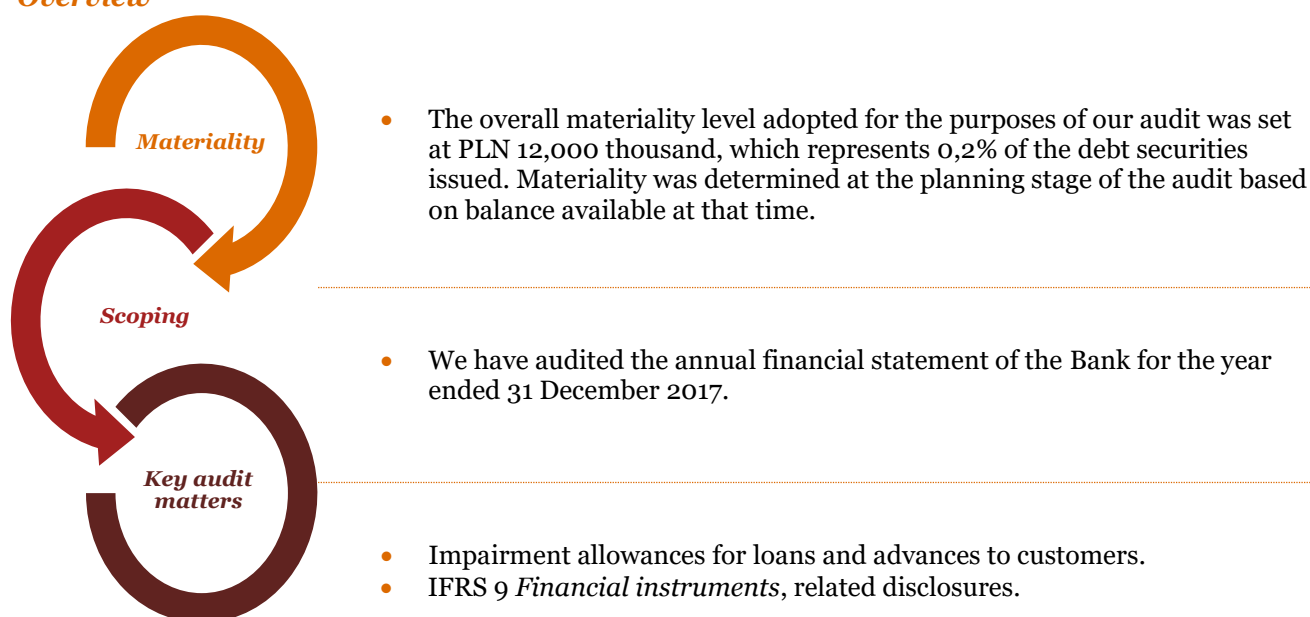 Overview
Materiality
• The overall materiality level adopted for the purposes of our audit was set
at PLN 12,000 thousand, which represents 0,2% of the debt securities
issued. Materiality was determined at the planning stage of the audit based
on balance available at that time.
Scoping
• We have audited the annual financial statement of the Bank for the year
ended 31 December 2017.
Key audit
matters
• Impairment allowances for loans and advances to customers.
• IFRS 9 Financial instruments, related disclosures.